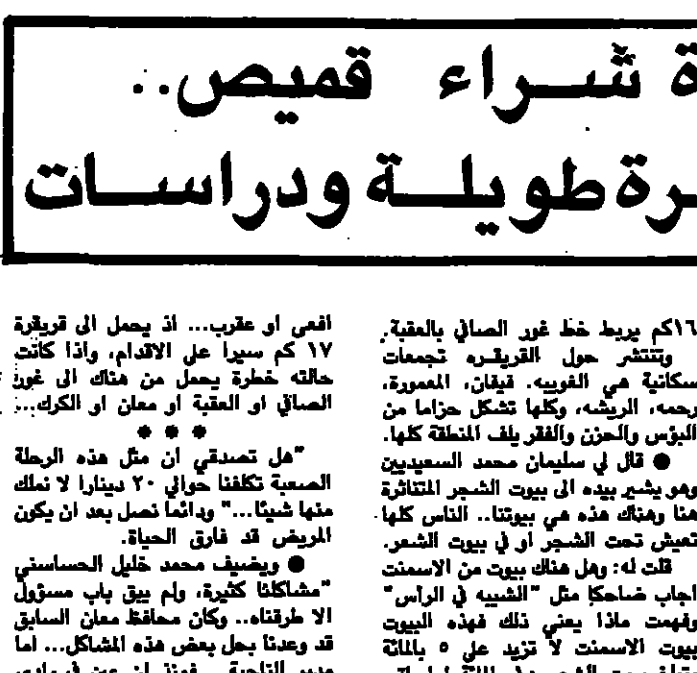 ة شراء قميص..
ـرة طويلة ودراسات
١٦كم يربط خط غور الصافي بالعقبة.
وتنتشر حول القريقره تجمعات
سكانية هي الغوييه. قيقان، المعمورة،
رحمه، الريشه، وكلها تشكل حزاما من
البؤس والحزن والفقر يلف المنطقة كلها.
● قال لي سليمان محمد السعيديين
وهو يشير بيده الى بيوت الشجر المتناثرة
هنا وهناك هذه هي بيوتنا.. الناس كلها
تعيش تحت الشجر او في بيوت الشعر.
قلت له: وهل هناك بيوت من الاسمنت
اجاب ضاحكا مثل "الشيبه في الراس"
وفهمت ماذا يعني ذلك فهذه البيوت
بيوت الاسمنت لا تزيد على ٥ بالمائة
افعى او عقرب... اذ يحمل الى قريقرة
١٧ كم سيرا على الاقدام، واذا كانت
حالته خطرة يحمل من هناك الى غور
الصافي او العقبة او معان او الكرك...
* * *
"هل تصدقي ان مثل هذه الرحلة
الصعبة تكلفنا حوالي ٢٠ دينارا لا نملك
منها شيئا..." ودائما نصل بعد ان يكون
المريض قد فارق الحياة.
● ويضيف محمد خليل الحساسني
"مشاكلنا كثيرة، ولم يبق باب مسؤول
الا طرقناه.. وكان محافظ معان السابق
قد وعدنا بحل بعض هذه المشاكل... اما